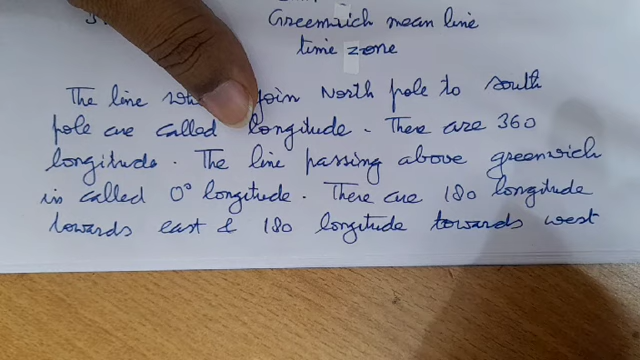 Greenwich mean line
time zone
The line join North pole to south
pole are called longitude. There are 360
longitude. The line passing above greenwich
is called 0° longitude. There are 180 longitude
towards east & 180 longitude towards west